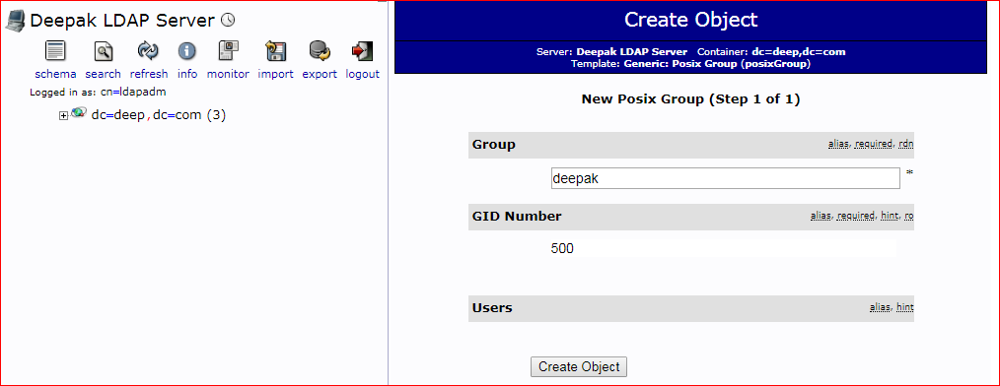 Deepak LDAP Server
schema search refresh info monitor import export logout
Logged in as: cn=ldapadm
dc=deep,dc=com (3)
Create Object
Server: Deepak LDAP Server Container: dc=deep,dc=com
Template: Generic: Posix Group (posixGroup)
New Posix Group (Step 1 of 1)
Group alias, required, rdn
deepak *
GID Number alias, required, hint, ro
500
Users alias, hint
Create Object